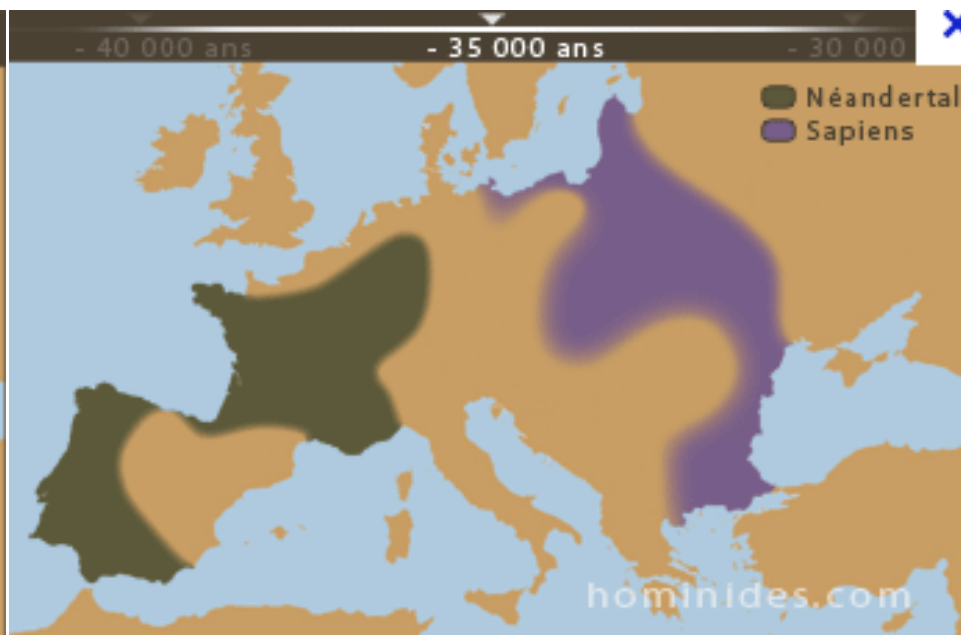 - 40 000 ans
- 35 000 ans
- 30 000
Néandertal
Sapiens
hominides.com